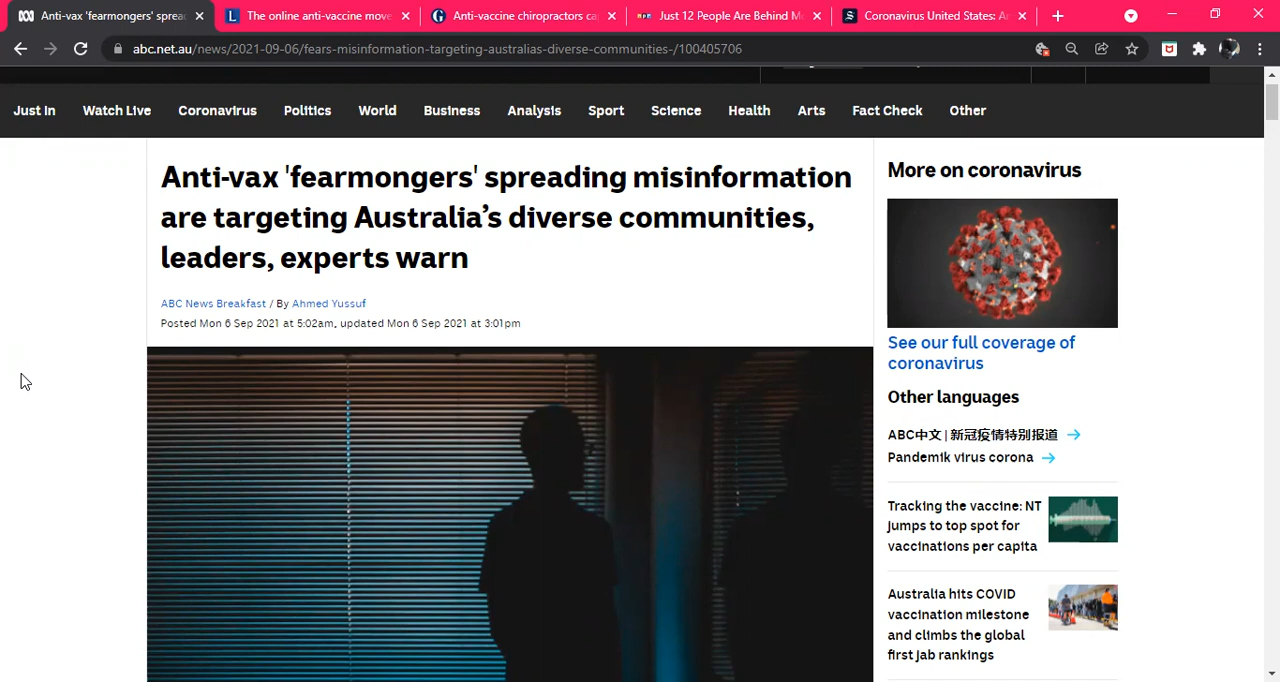 Anti-vax 'fearmongers' sprea
The online anti-vaccine move
Anti-vaccine chiropractors ca
Just 12 People Are Behind M
Coronavirus United States: A
abc.net.au/news/2021-09-06/fears-misinformation-targeting-australias-diverse-communities-/100405706
Just In Watch Live Coronavirus Politics World Business Analysis Sport Science Health Arts Fact Check Other
Anti-vax 'fearmongers' spreading misinformation
are targeting Australia's diverse communities,
leaders, experts warn
ABC News Breakfast / By Ahmed Yussuf
Posted Mon 6 Sep 2021 at 5:02am, updated Mon 6 Sep 2021 at 3:01pm
More on coronavirus
See our full coverage of
coronavirus
Other languages
ABC中文 | 新冠疫情特别报道
Pandemik virus corona
Tracking the vaccine: NT
jumps to top spot for
vaccinations per capita
Australia hits COVID
vaccination milestone
and climbs the global
first jab rankings